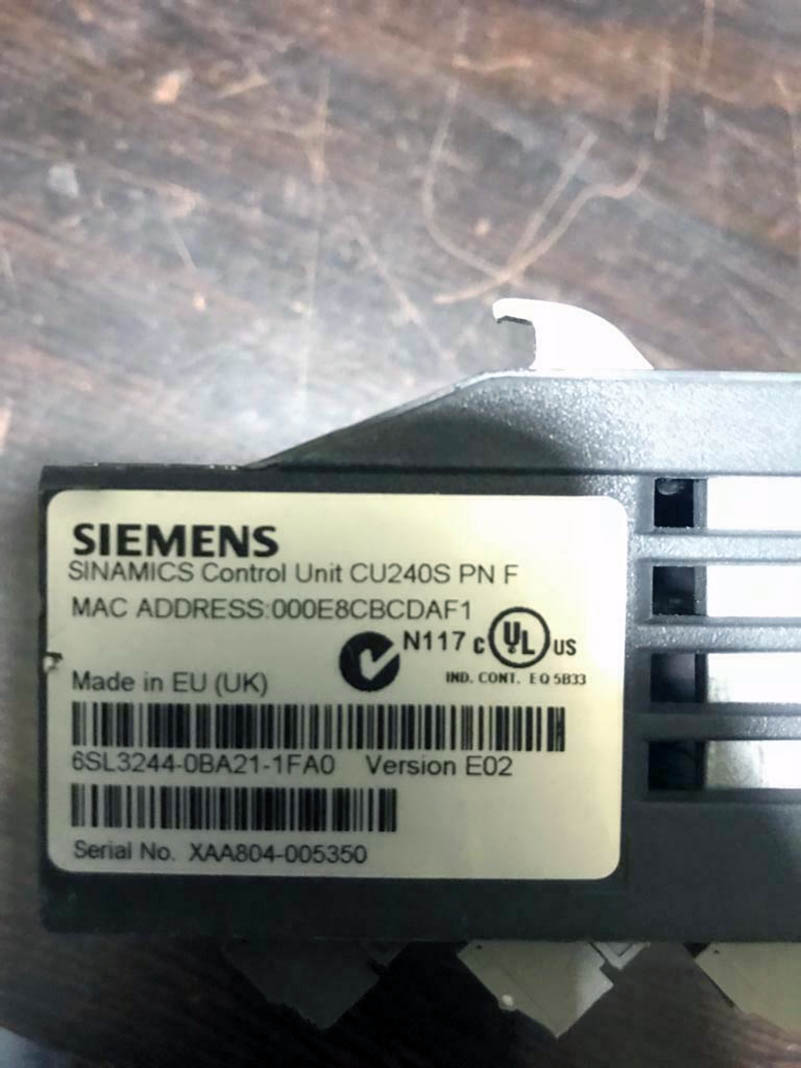 SIEMENS
SINAMICS Control Unit CU240S PN F
MAC ADDRESS:000E8CBCDAF1
N117 c UL US
IND. CONT. EQ 5B33
Made in EU (UK)
6SL3244-0BA21-1FA0 Version E02
Serial No. XAA804-005350